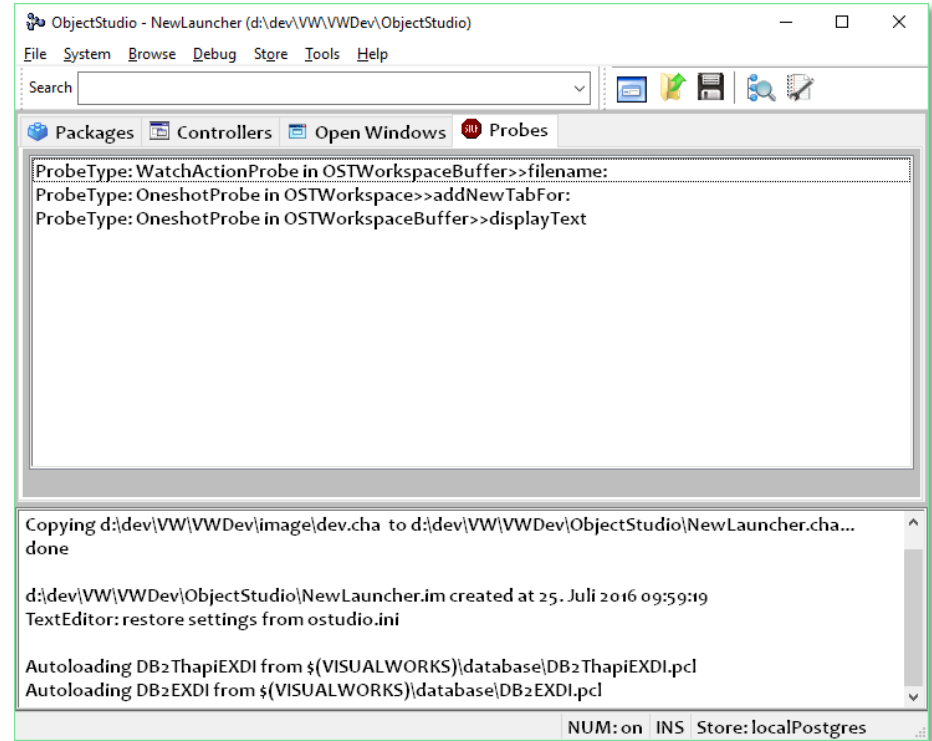 ObjectStudio - NewLauncher (d:\dev\VW\VWDev\ObjectStudio)
File System Browse Debug Store Tools Help
Search
Packages Controllers Open Windows Probes
ProbeType: WatchActionProbe in OSTWorkspaceBuffer>>filename:
ProbeType: OneshotProbe in OSTWorkspace>>addNewTabFor:
ProbeType: OneshotProbe in OSTWorkspaceBuffer>>displayText
Copying d:\dev\VW\VWDev\image\dev.cha to d:\dev\VW\VWDev\ObjectStudio\NewLauncher.cha...
done
d:\dev\VW\VWDev\ObjectStudio\NewLauncher.im created at 25. Juli 2016 09:59:19
TextEditor: restore settings from ostudio.ini
Autoloading DB2ThapiEXDI from $(VISUALWORKS)\database\DB2ThapiEXDI.pcl
Autoloading DB2EXDI from $(VISUALWORKS)\database\DB2EXDI.pcl
NUM: on INS Store: localPostgres